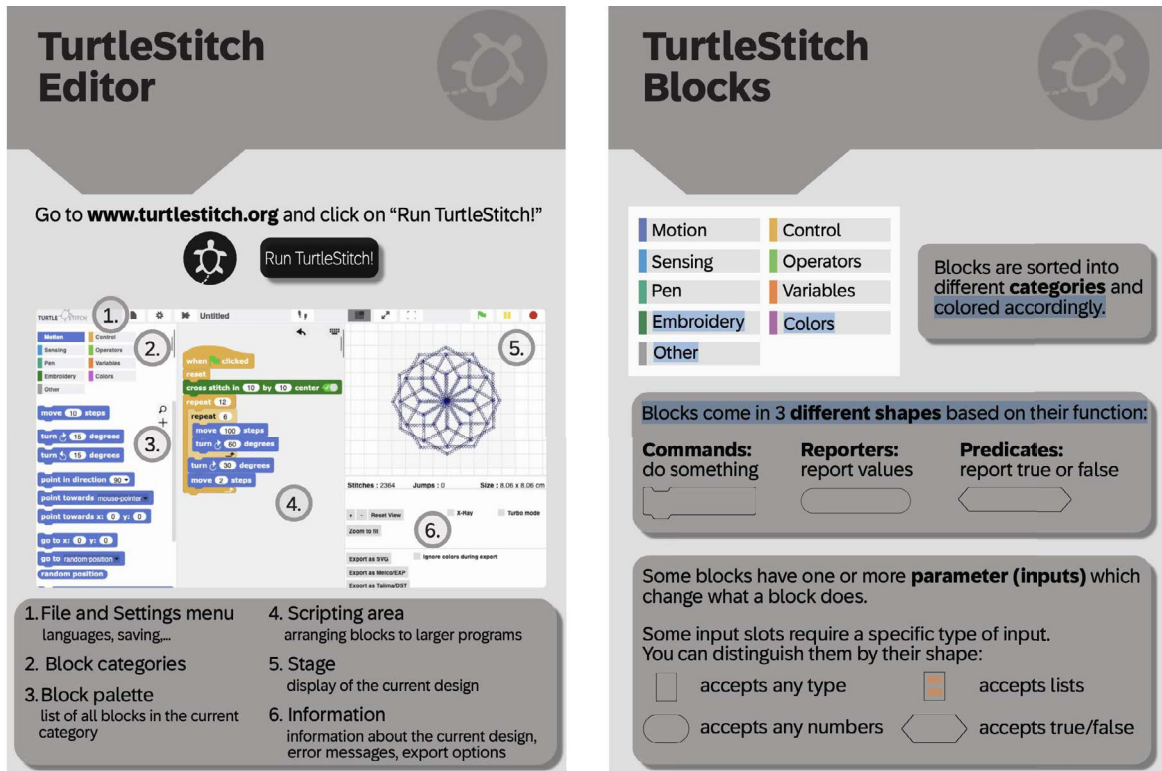 TurtleStitch
Editor
Go to www.turtlestitch.org and click on “Run TurtleStitch!”
Run TurtleStitch!
TURTLE STITCH
1.
Untitled
Motion
Control
Sensing
Operators
Pen
Variables
Embroidery
Colors
Other
2.
move 10 steps
turn 15 degrees
turn 15 degrees
3.
point in direction 90
point towards mouse-pointer
point towards x: 0 y: 0
go to x: 0 y: 0
go to random position
random position
when clicked
reset
cross stitch in 10 by 10 center
repeat 12
repeat 6
move 100 steps
turn 60 degrees
turn 30 degrees
move 2 steps
4.
5.
Stitches : 2364 Jumps : 0 Size : 8.06 x 8.06 cm
+ - Reset View
X-Ray
Turbo mode
Zoom to fit
6.
Export as SVG
Ignore colors during export
Export as Melco/EXP
Export as Tajima/DST
1.File and Settings menu
languages, saving,...
2. Block categories
3.Block palette
list of all blocks in the current
category
4. Scripting area
arranging blocks to larger programs
5. Stage
display of the current design
6. Information
information about the current design,
error messages, export options
TurtleStitch
Blocks
Motion
Control
Sensing
Operators
Pen
Variables
Embroidery
Colors
Other
Blocks are sorted into
different categories and
colored accordingly.
Blocks come in 3 different shapes based on their function:
Commands:
do something
Reporters:
report values
Predicates:
report true or false
Some blocks have one or more parameter (inputs) which
change what a block does.
Some input slots require a specific type of input.
You can distinguish them by their shape:
accepts any type
accepts lists
accepts any numbers
accepts true/false